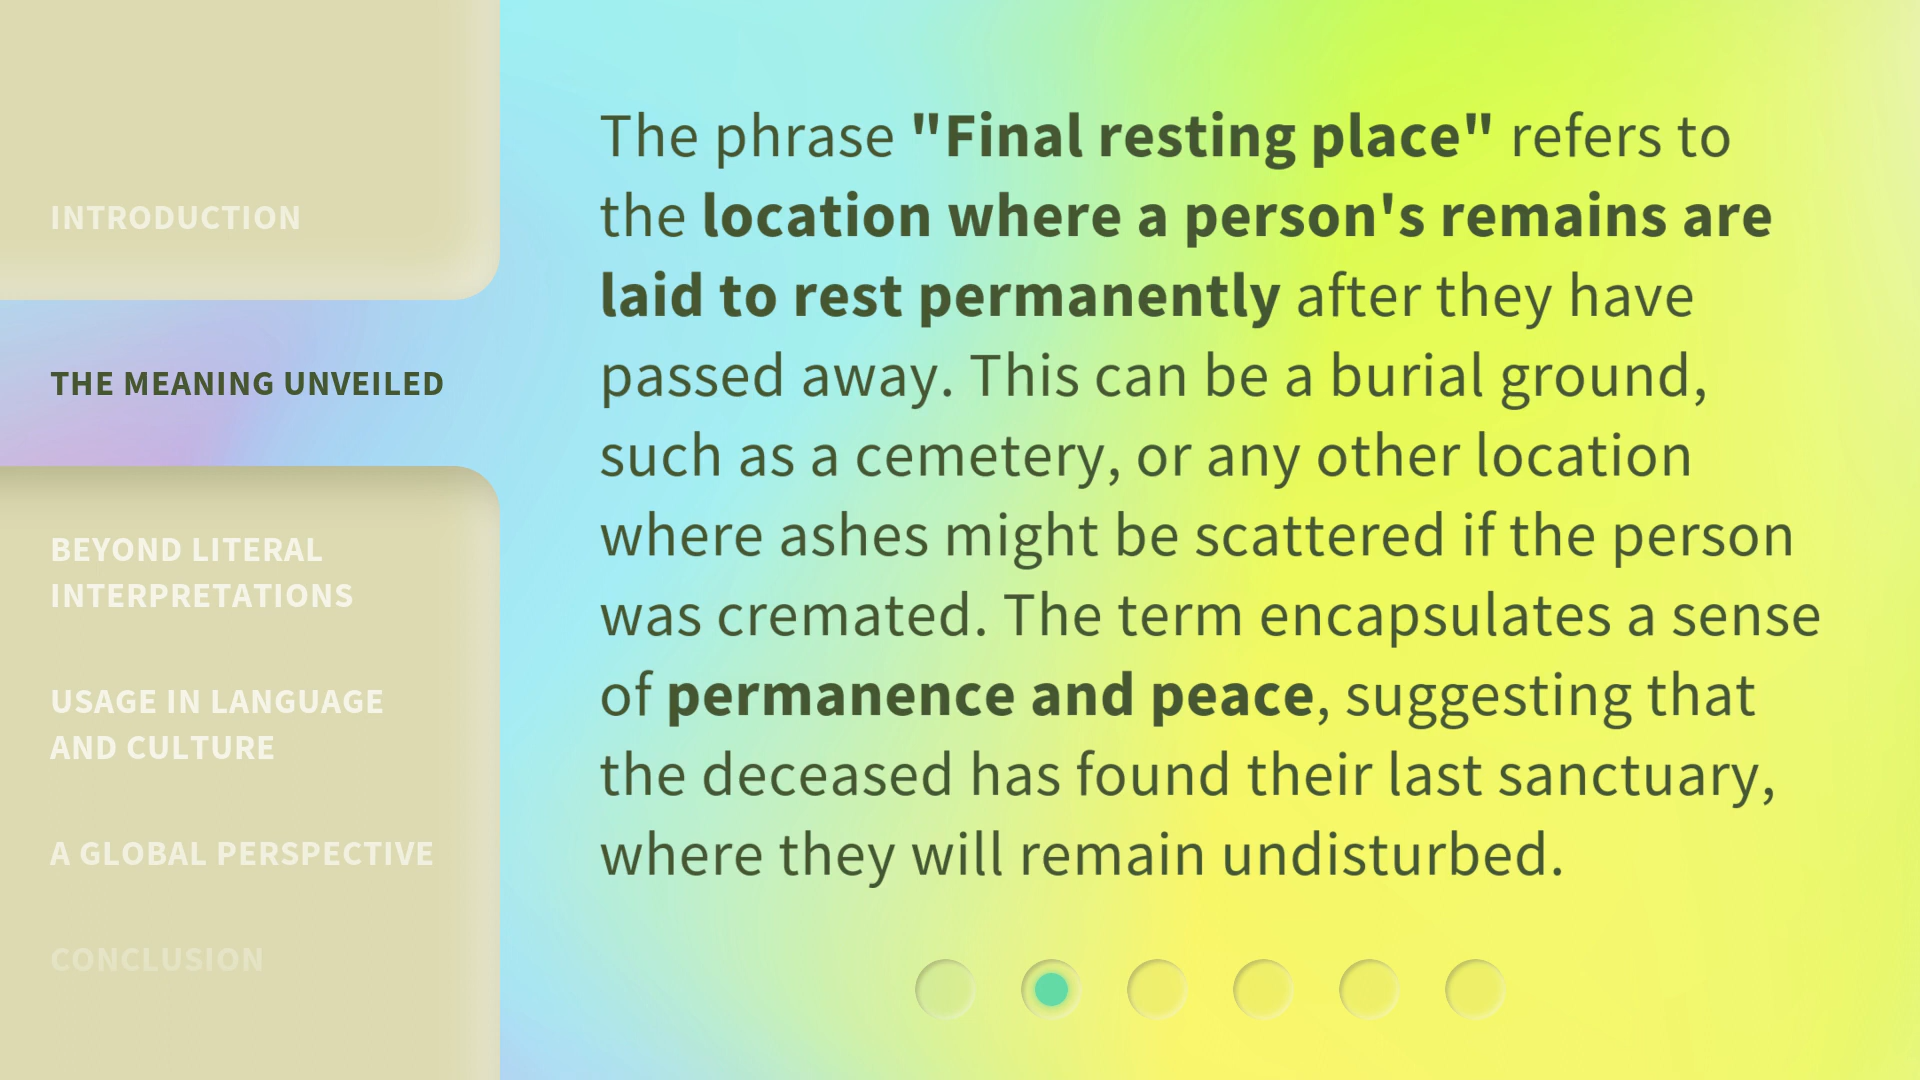 INTRODUCTION
THE MEANING UNVEILED
BEYOND LITERAL
INTERPRETATIONS
USAGE IN LANGUAGE
AND CULTURE
A GLOBAL PERSPECTIVE
CONCLUSION
The phrase "Final resting place" refers to
the location where a person's remains are
laid to rest permanently after they have
passed away. This can be a burial ground,
such as a cemetery, or any other location
where ashes might be scattered if the person
was cremated. The term encapsulates a sense
of permanence and peace, suggesting that
the deceased has found their last sanctuary,
where they will remain undisturbed.